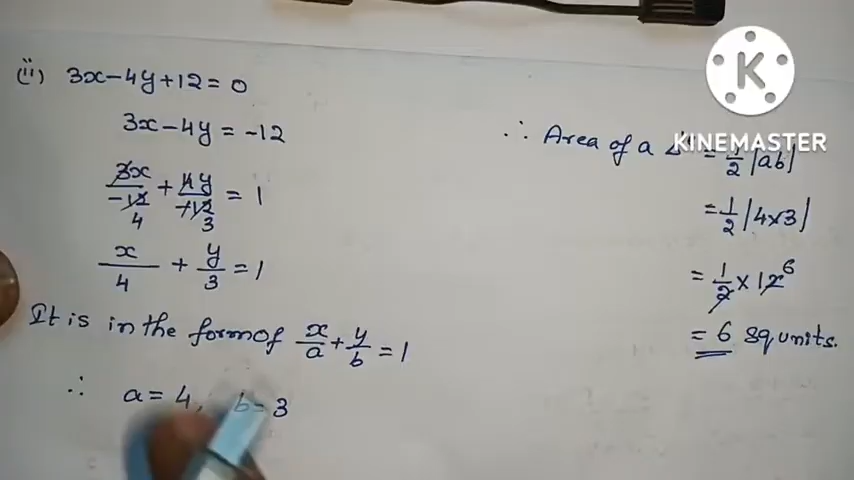 (ii) 3x-4y+12=0
3x-4y=-12
3x/-12 + 4y/+12 = 1
4 3
x/4 + y/3 = 1
It is in the form of x/a + y/b = 1
∴ a=4, b=3
∴ Area of a Δ = 1/2 |ab|
= 1/2 |4×3|
= 1/2 × 12 6
= 6 sq units.
K
KINEMASTER